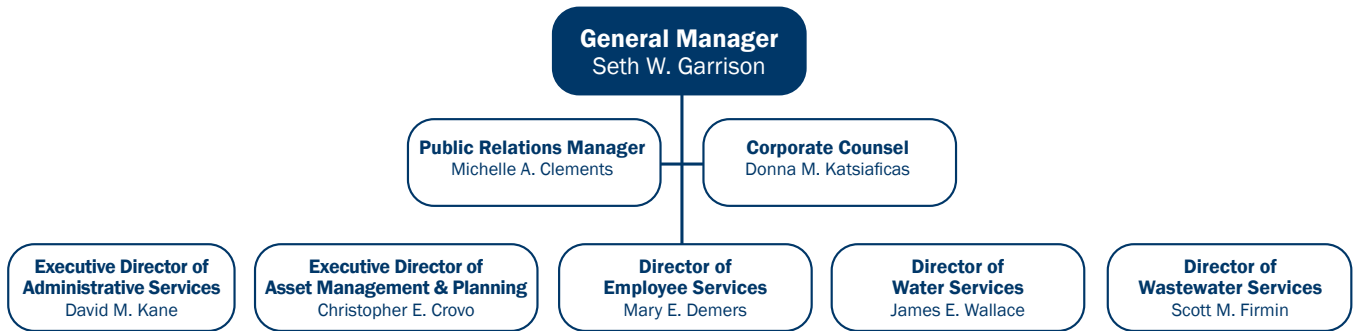 General Manager
Seth W. Garrison
Public Relations Manager
Michelle A. Clements
Corporate Counsel
Donna M. Katsiaficas
Executive Director of
Administrative Services
David M. Kane
Executive Director of
Asset Management & Planning
Christopher E. Crovo
Director of
Employee Services
Mary E. Demers
Director of
Water Services
James E. Wallace
Director of
Wastewater Services
Scott M. Firmin